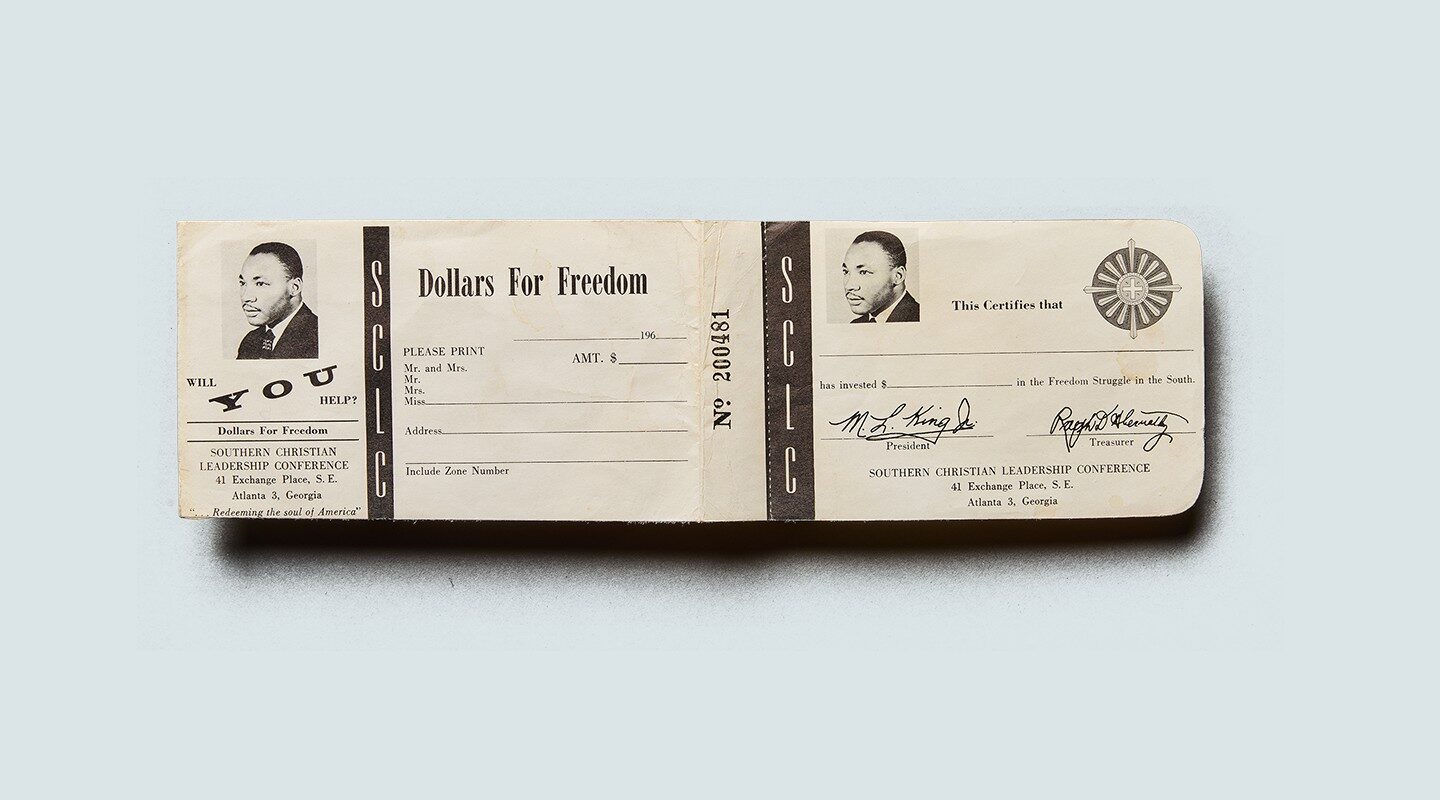 WILL YOU HELP?
Dollars For Freedom
SOUTHERN CHRISTIAN
LEADERSHIP CONFERENCE
41 Exchange Place, S. E.
Atlanta 3, Georgia
". . Redeeming the soul of America"
SCLC
Dollars For Freedom
196
PLEASE PRINT
AMT. $
Mr. and Mrs.
Mr.
Mrs.
Miss
Address
Include Zone Number
Nº 200481
SCLC
This Certifies that
has invested $ in the Freedom Struggle in the South.
M. L. King Jr.
Ralph D Abernathy
President
Treasurer
SOUTHERN CHRISTIAN LEADERSHIP CONFERENCE
41 Exchange Place, S. E.
Atlanta 3, Georgia